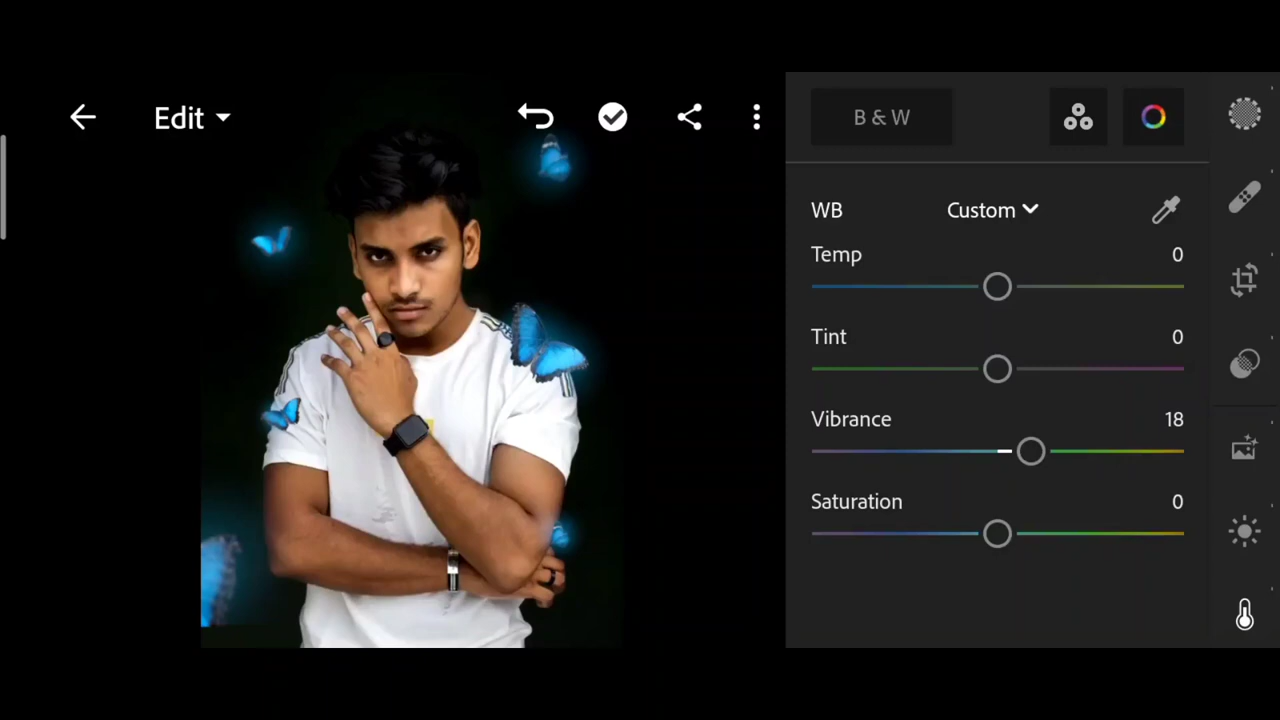 Edit
B & W
WB Custom
Temp 0
Tint 0
Vibrance 18
Saturation 0